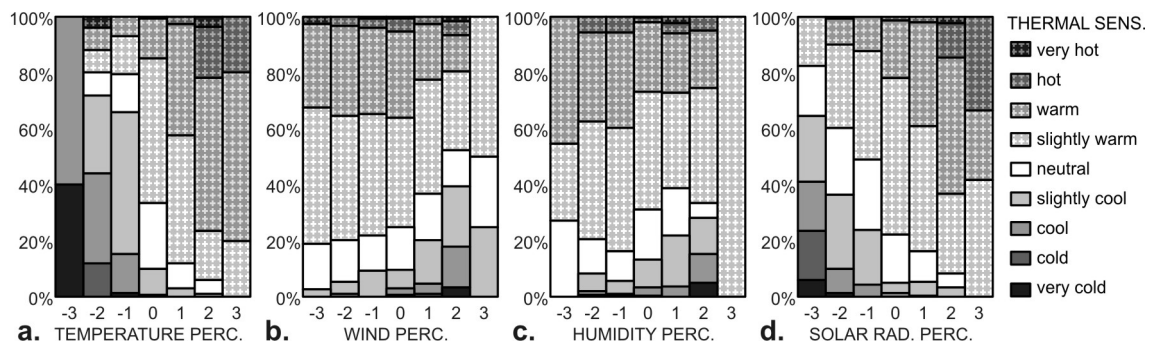 100%
80%
60%
40%
20%
0%
-3 -2 -1 0 1 2 3
a. TEMPERATURE PERC.
100%
80%
60%
40%
20%
0%
-3 -2 -1 0 1 2 3
b. WIND PERC.
100%
80%
60%
40%
20%
0%
-3 -2 -1 0 1 2 3
c. HUMIDITY PERC.
100%
80%
60%
40%
20%
0%
-3 -2 -1 0 1 2 3
d. SOLAR RAD. PERC.
THERMAL SENS.
very hot
hot
warm
slightly warm
neutral
slightly cool
cool
cold
very cold